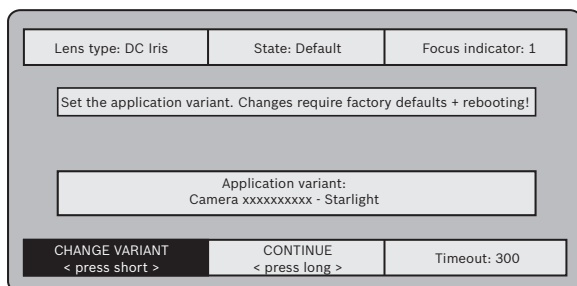 Lens type: DC Iris
State: Default
Focus indicator: 1
Set the application variant. Changes require factory defaults + rebooting!
Application variant:
Camera xxxxxxxxxx - Starlight
CHANGE VARIANT
< press short >
CONTINUE
< press long >
Timeout: 300